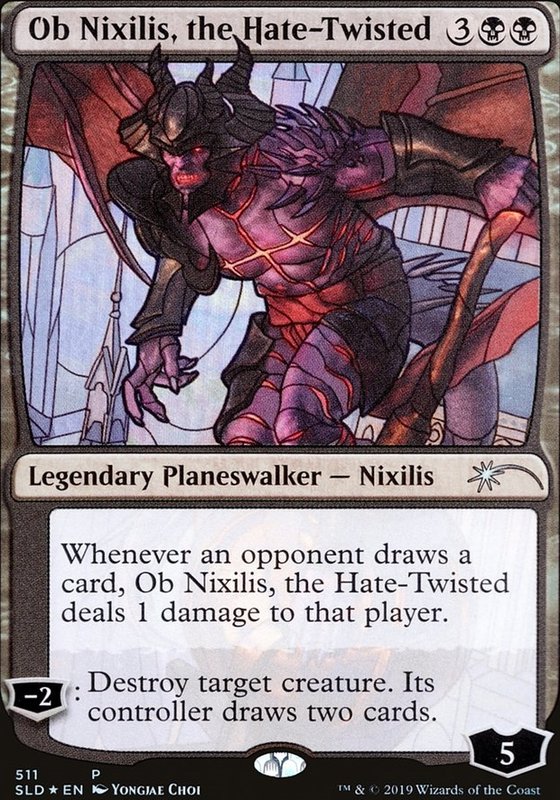 Ob Nixilis, the Hate-Twisted 3
Legendary Planeswalker — Nixilis
Whenever an opponent draws a
card, Ob Nixilis, the Hate-Twisted
deals 1 damage to that player.
-2 : Destroy target creature. Its
controller draws two cards.
5
511 P
SLD ★ EN Yongjae Choi
™ & © 2019 Wizards of the Coast